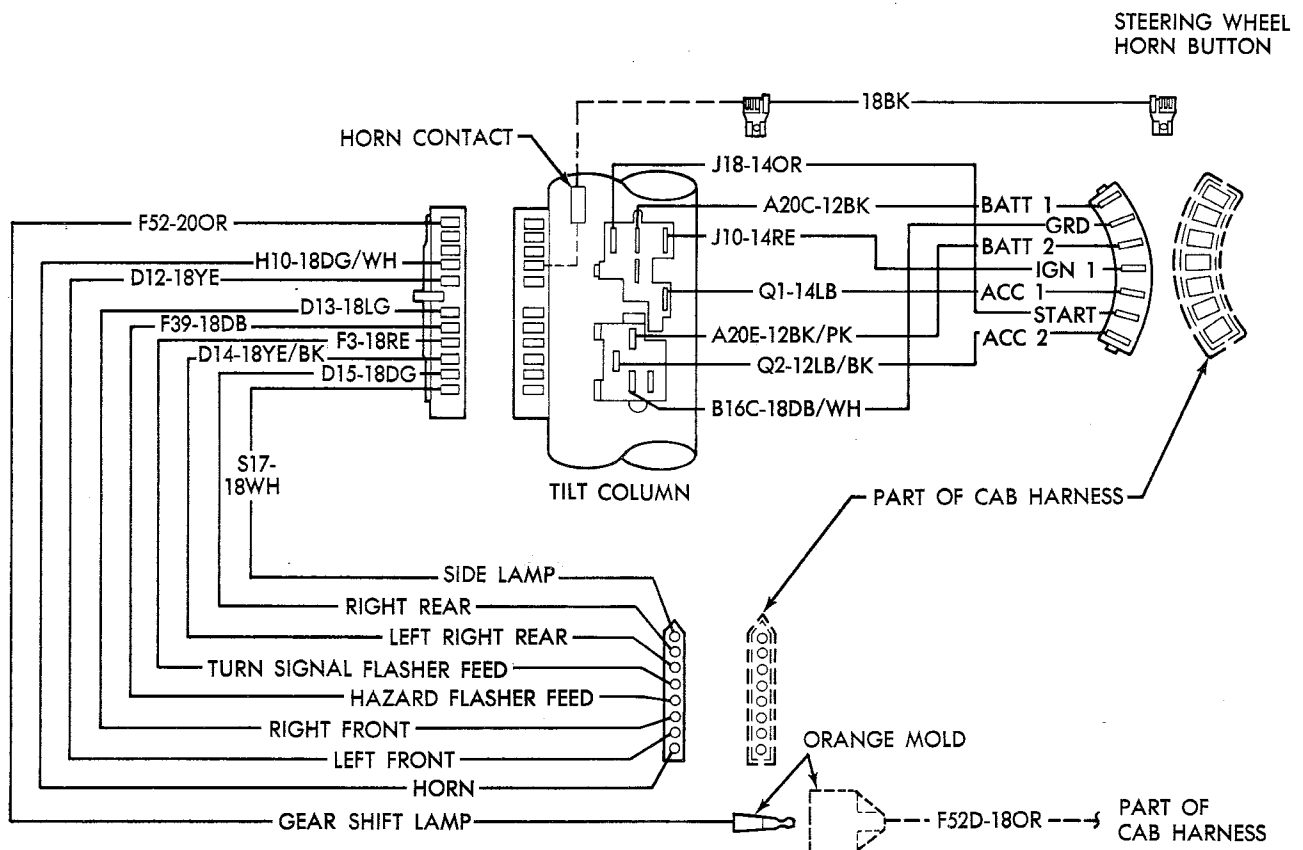 STEERING WHEEL
HORN BUTTON
18BK
HORN CONTACT
J18-14OR
A20C-12BK
BATT 1
F52-20OR
GRD
J10-14RE
BATT 2
H10-18DG/WH
IGN 1
D12-18YE
Q1-14LB
ACC 1
D13-18LG
START
F39-18DB
A20E-12BK/PK
F3-18RE
ACC 2
D14-18YE/BK
Q2-12LB/BK
D15-18DG
B16C-18DB/WH
S17-
18WH
TILT COLUMN
PART OF CAB HARNESS
SIDE LAMP
RIGHT REAR
LEFT RIGHT REAR
TURN SIGNAL FLASHER FEED
HAZARD FLASHER FEED
RIGHT FRONT
ORANGE MOLD
LEFT FRONT
HORN
GEAR SHIFT LAMP
F52D-18OR
PART OF
CAB HARNESS